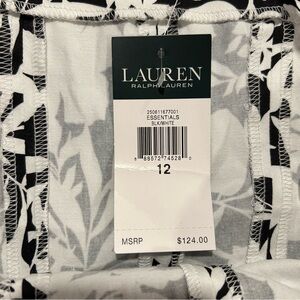 LAUREN
RALPH LAUREN
250611677001
ESSENTIALS
BLK/WHITE
12
MSRP $124.00